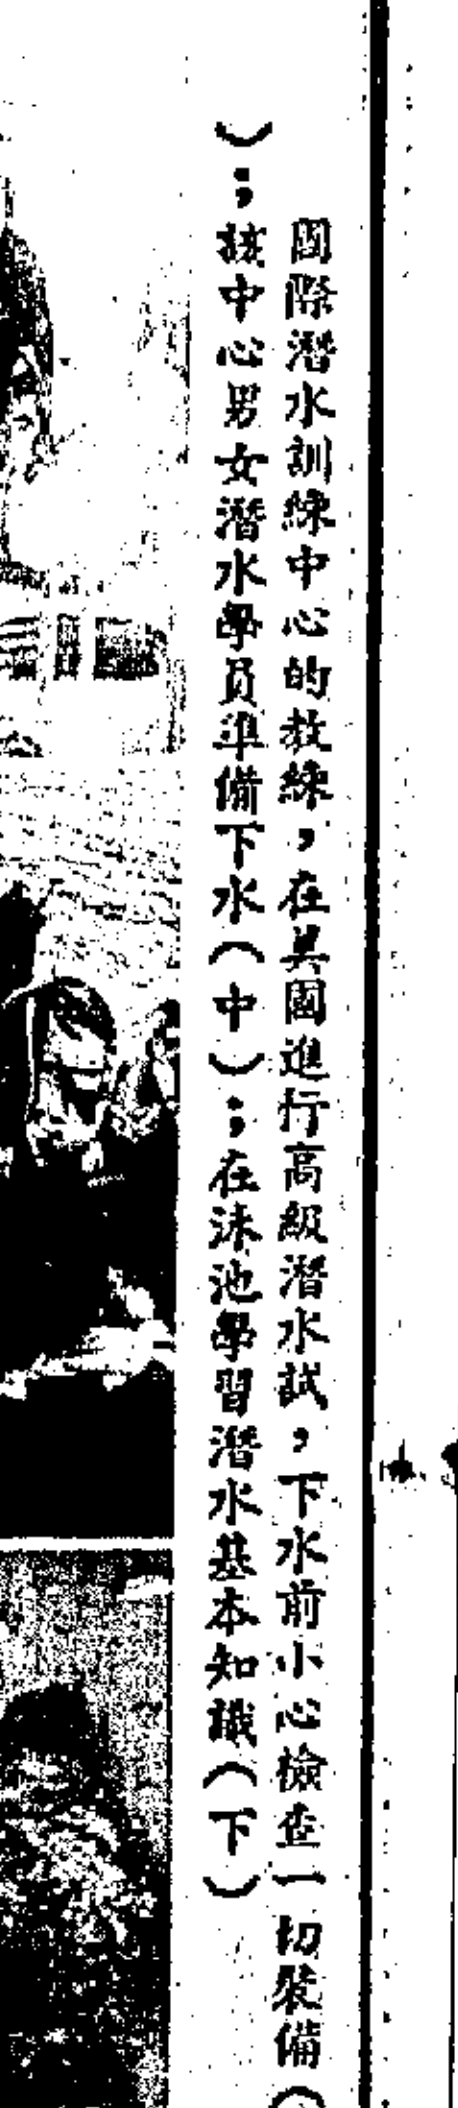 國際潛水訓練中心的教練，在美國進行高級潛水試，下水前小心檢查一切裝備（
）；該中心男女潛水學員準備下水（中）；在泳池學習潛水基本知識（下）